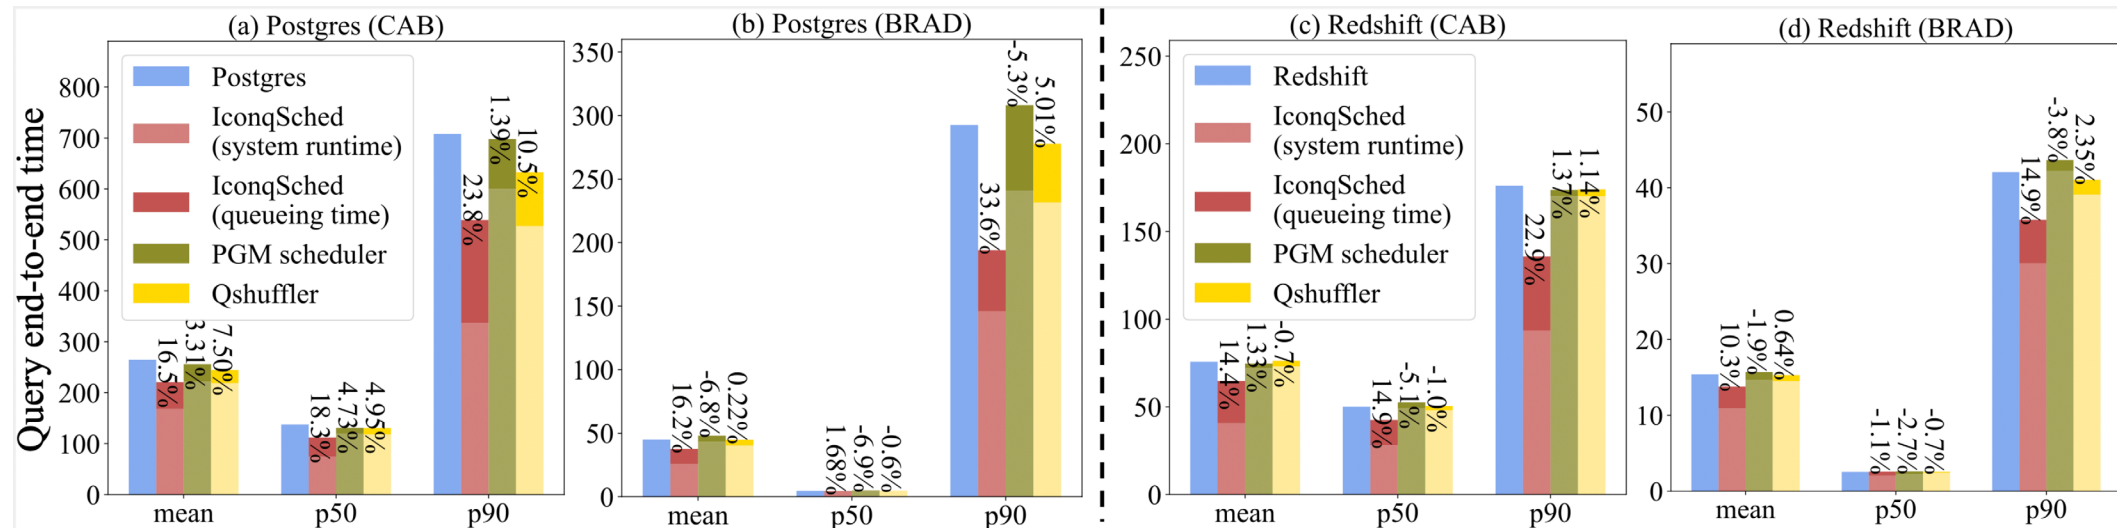 Query end-to-end time
(a) Postgres (CAB)
800
700
600
500
400
300
200
100
0
Postgres
IconqSched
(system runtime)
IconqSched
(queueing time)
PGM scheduler
Qshuffler
16.5%
3.31%
7.50%
18.3%
4.73%
4.95%
23.8%
1.39%
10.5%
mean
p50
p90
(b) Postgres (BRAD)
350
300
250
200
150
100
50
0
16.2%
-6.8%
0.22%
1.68%
-6.9%
-0.6%
33.6%
-5.3%
5.01%
mean
p50
p90
(c) Redshift (CAB)
250
200
150
100
50
0
Redshift
IconqSched
(system runtime)
IconqSched
(queueing time)
PGM scheduler
Qshuffler
14.4%
1.33%
-0.7%
14.9%
-5.1%
-1.0%
22.9%
1.37%
1.14%
mean
p50
p90
(d) Redshift (BRAD)
50
40
30
20
10
0
10.3%
-1.9%
0.64%
-1.1%
-2.7%
-0.7%
14.9%
-3.8%
2.35%
mean
p50
p90